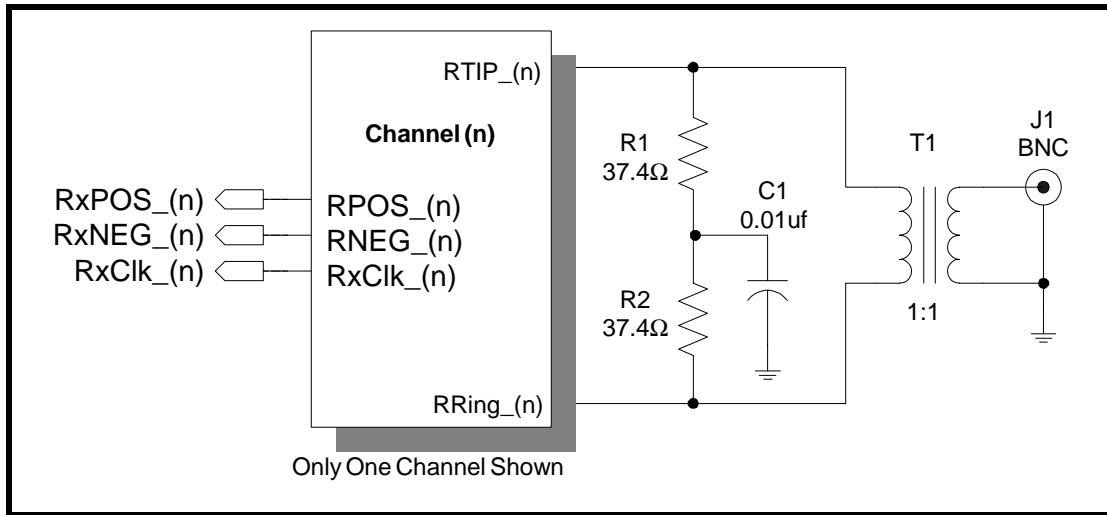 RTIP_(n)
Channel (n)
RxPOS_(n)
RPOS_(n)
RxNEG_(n)
RNEG_(n)
RxClk_(n)
RxClk_(n)
RRing_(n)
Only One Channel Shown
R1
37.4Ω
C1
0.01uf
R2
37.4Ω
T1
1:1
J1
BNC